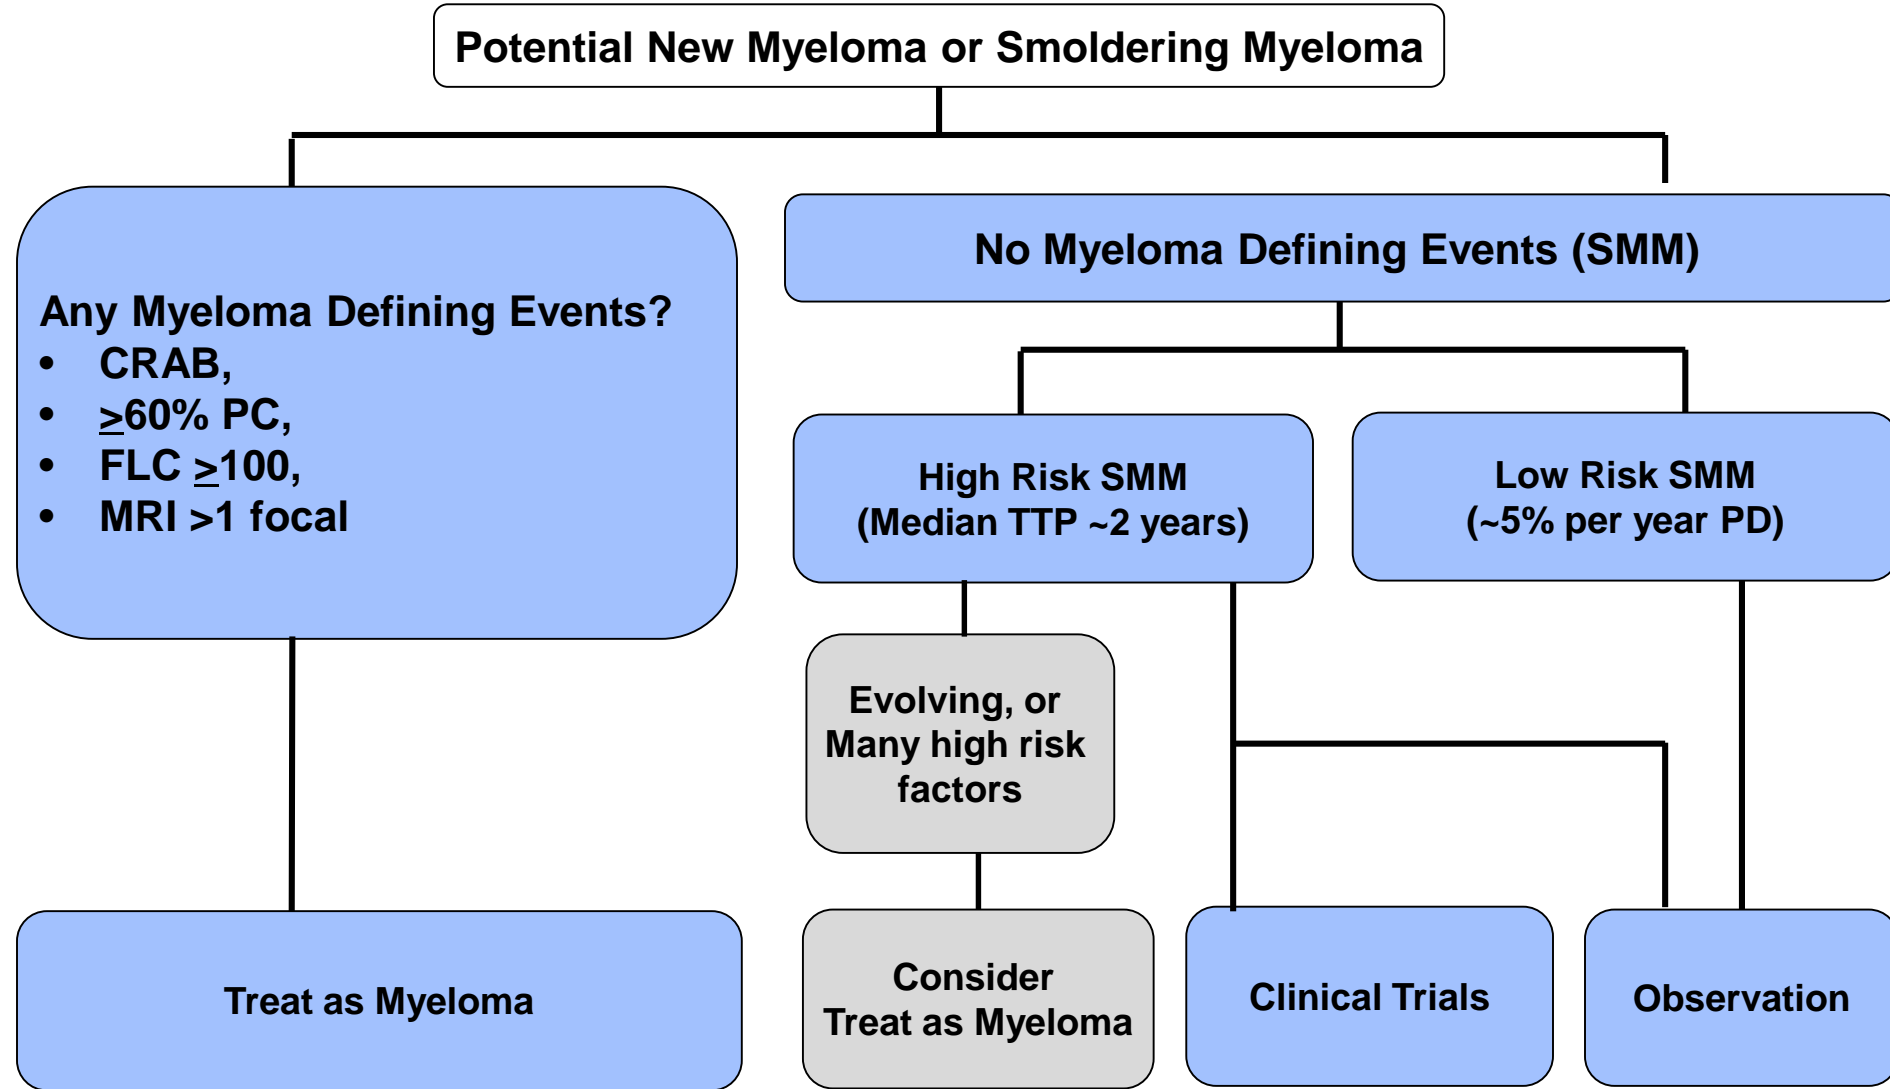 Potential New Myeloma or Smoldering Myeloma
Any Myeloma Defining Events?
• CRAB,
• ≥60% PC,
• FLC ≥100,
• MRI >1 focal
No Myeloma Defining Events (SMM)
High Risk SMM
(Median TTP ~2 years)
Low Risk SMM
(~5% per year PD)
Evolving, or
Many high risk
factors
Treat as Myeloma
Consider
Treat as Myeloma
Clinical Trials
Observation